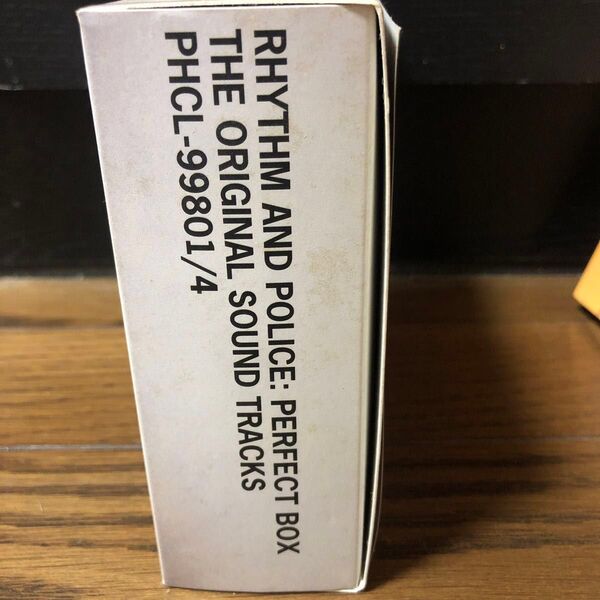 RHYTHM AND POLICE: PERFECT BOX
THE ORIGINAL SOUND TRACKS
PHCL-99801/4